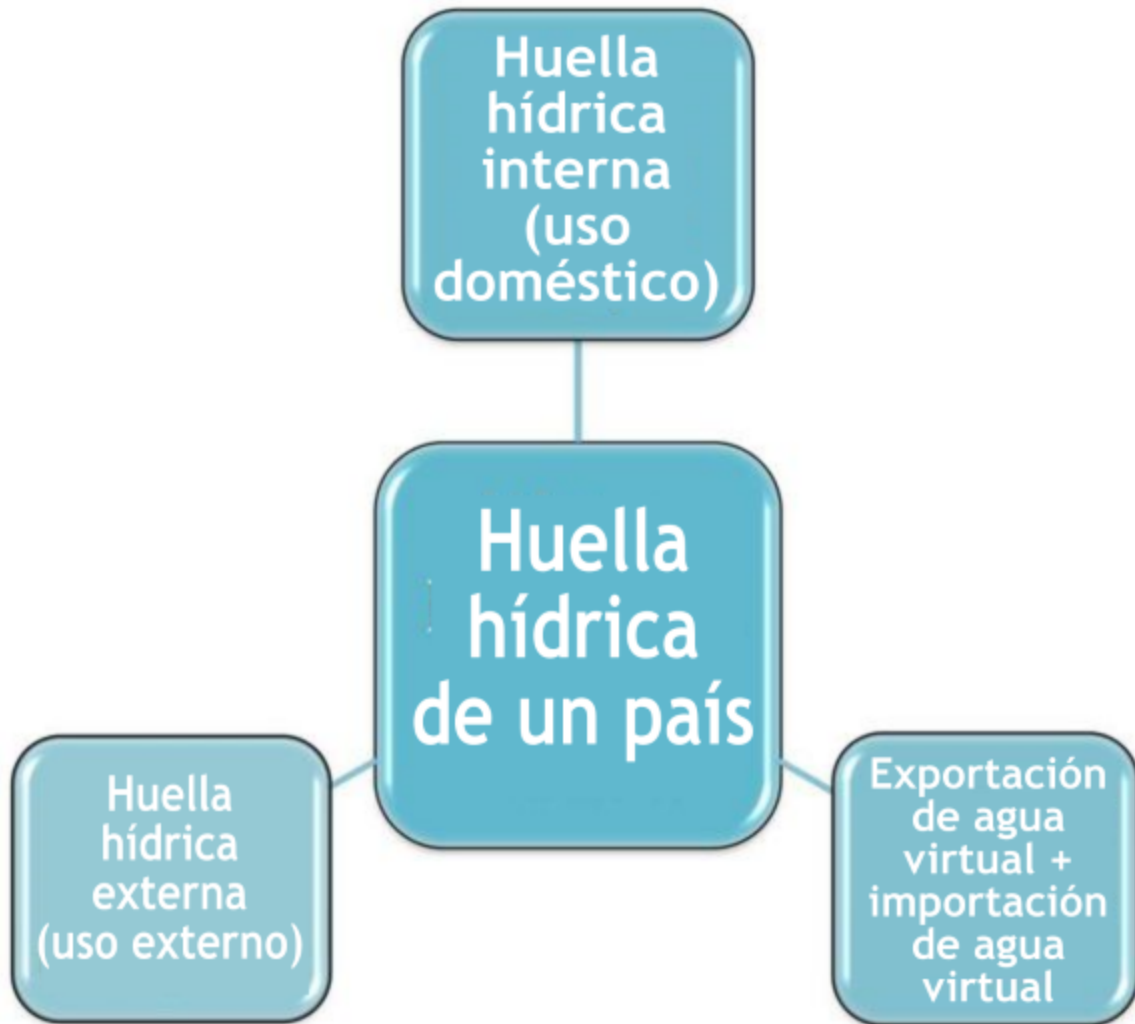 Huella
hídrica
interna
(uso
doméstico)
Huella
hídrica
de un país
Huella
hídrica
externa
(uso externo)
Exportación
de agua
virtual +
importación
de agua
virtual